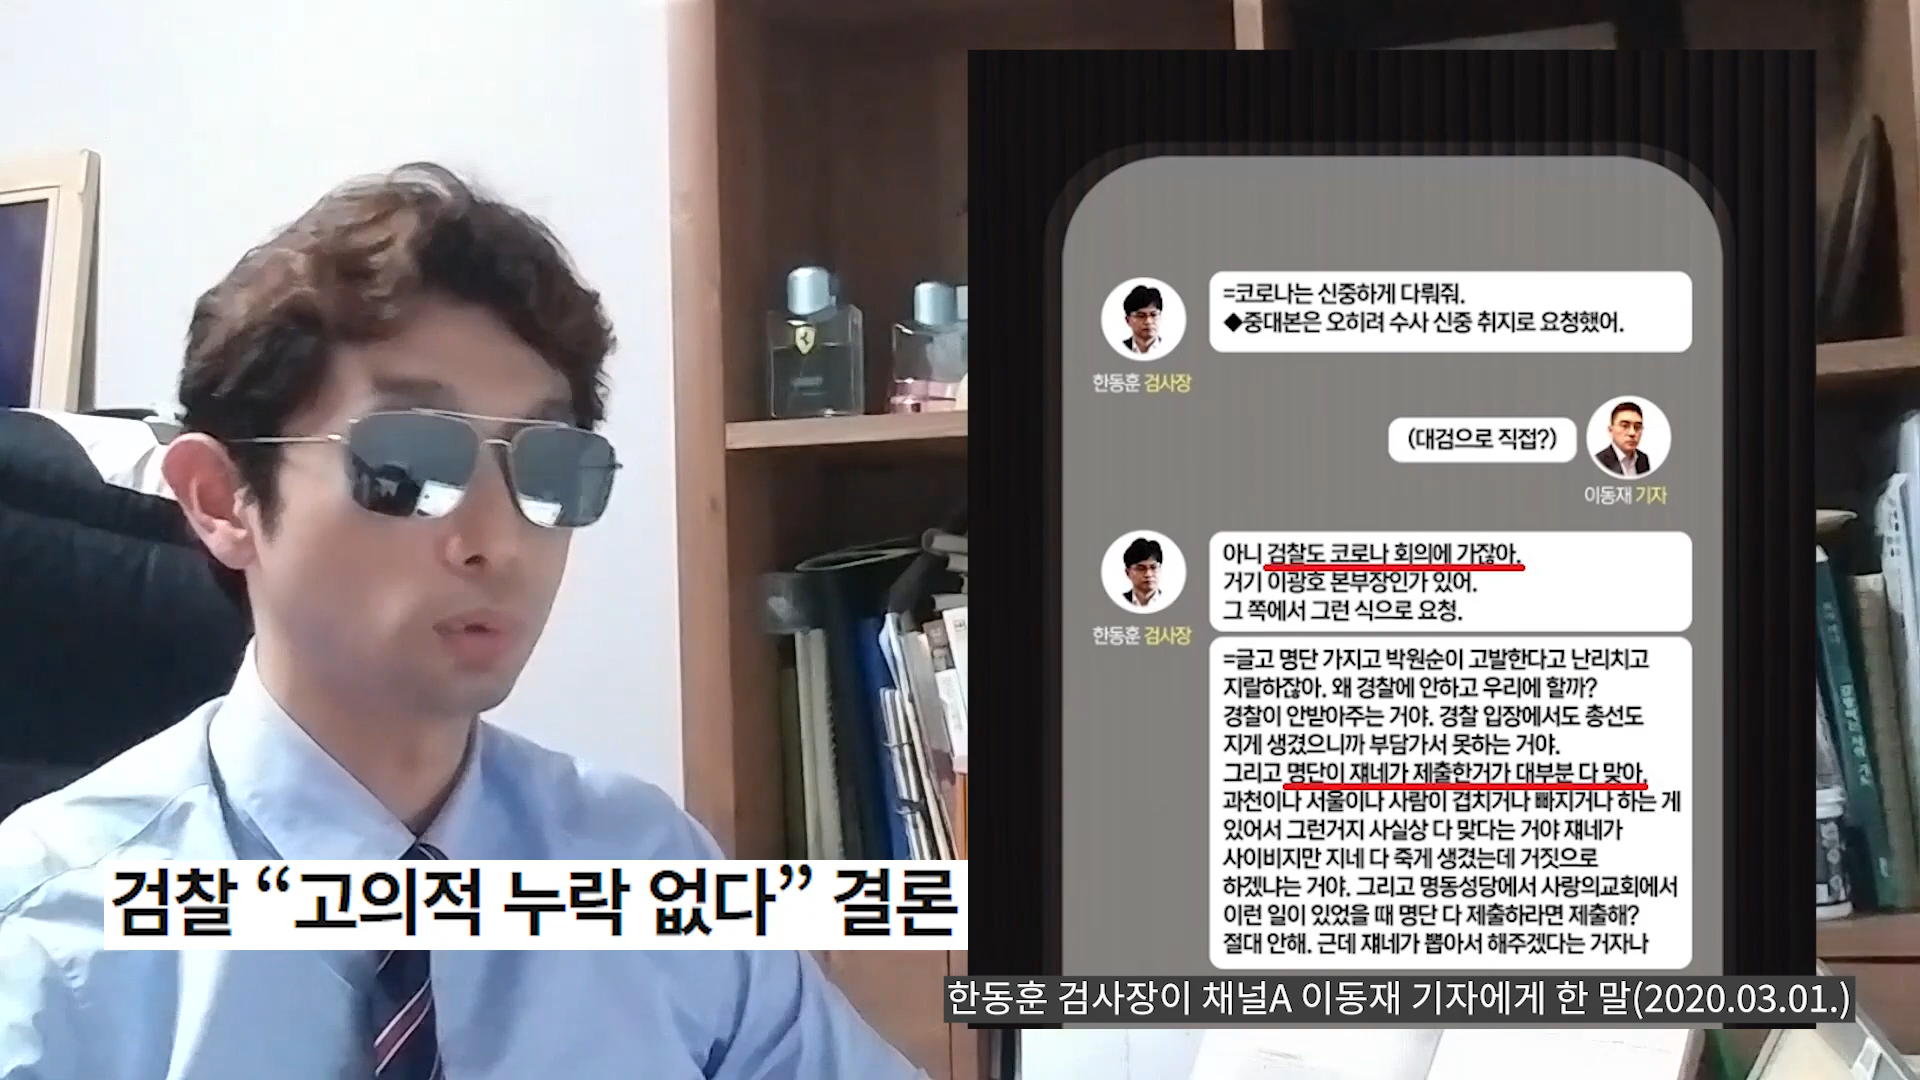 =코로나는 신중하게 다뤄줘.
◆중대본은 오히려 수사 신중 취지로 요청했어.
한동훈 검사장
(대검으로 직접?)
이동재 기자
아니 검찰도 코로나 회의에 가잖아.
거기 이광호 본부장인가 있어.
그 쪽에서 그런 식으로 요청.
한동훈 검사장
=글고 명단 가지고 박원순이 고발한다고 난리치고
지랄하잖아. 왜 경찰에 안하고 우리에 할까?
경찰이 안받아주는 거야. 경찰 입장에서도 총선도
지게 생겼으니까 부담가서 못하는 거야.
그리고 명단이 쟤네가 제출한거가 대부분 다 맞아.
과천이나 서울이나 사람이 겹치거나 빠지거나 하는 게
있어서 그런거지 사실상 다 맞다는 거야 쟤네가
사이비지만 지네 다 죽게 생겼는데 거짓으로
하겠냐는 거야. 그리고 명동성당에서 사랑의교회에서
이런 일이 있었을 때 명단 다 제출하라면 제출해?
절대 안해. 근데 쟤네가 뽑아서 해주겠다는 거자나
검찰 “고의적 누락 없다” 결론
한동훈 검사장이 채널A 이동재 기자에게 한 말(2020.03.01.)